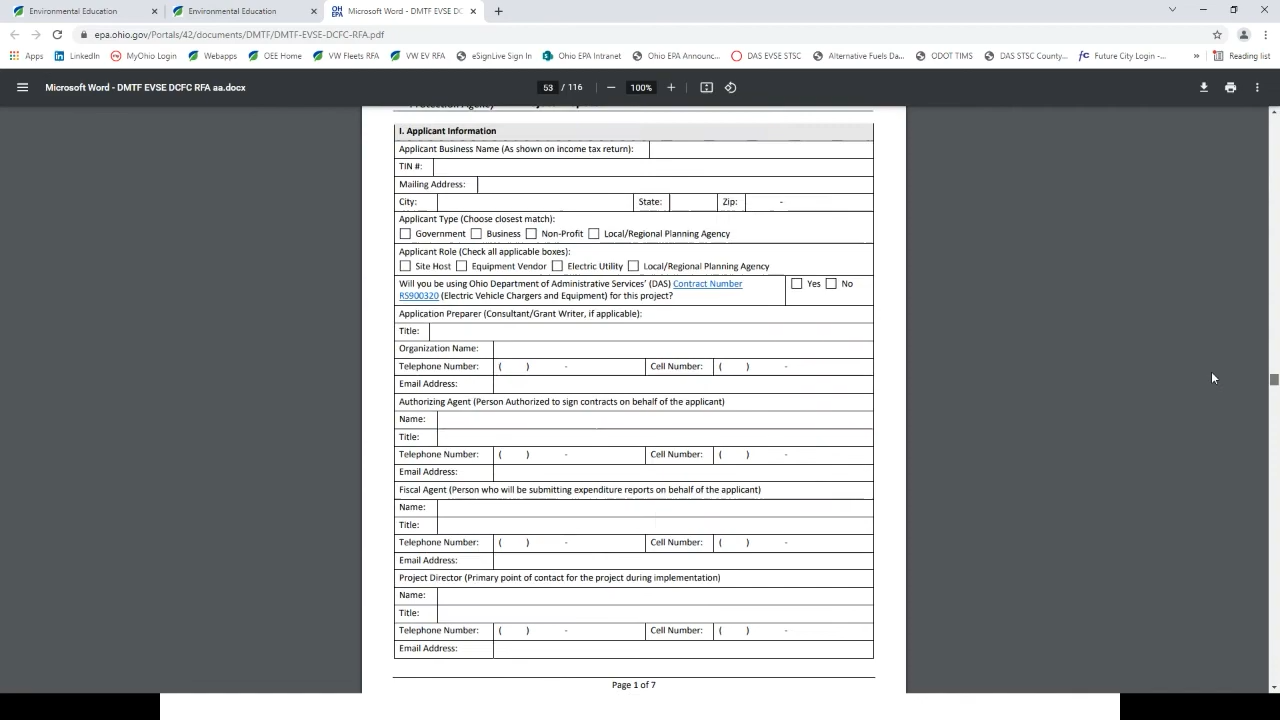 Environmental Education
Environmental Education
OH EPA
Microsoft Word - DMTF EVSE DC
epa.ohio.gov/Portals/42/documents/DMTF/DMTF-EVSE-DCFC-RFA.pdf
Apps
LinkedIn
MyOhio Login
Webapps
OEE Home
VW Fleets RFA
VW EV RFA
eSignLive Sign In
Ohio EPA Intranet
Ohio EPA Announc...
DAS EVSE STSC
Alternative Fuels Da...
ODOT TIMS
DAS STSC County...
Future City Login -...
»
Reading list
Microsoft Word - DMTF EVSE DCFC RFA aa.docx
53 / 116
100%
Protection Agency
I. Applicant Information
Applicant Business Name (As shown on income tax return):
TIN #:
Mailing Address:
City: State: Zip: -
Applicant Type (Choose closest match):
Government Business Non-Profit Local/Regional Planning Agency
Applicant Role (Check all applicable boxes):
Site Host Equipment Vendor Electric Utility Local/Regional Planning Agency
Will you be using Ohio Department of Administrative Services' (DAS) Contract Number
RS900320 (Electric Vehicle Chargers and Equipment) for this project?
Yes No
Application Preparer (Consultant/Grant Writer, if applicable):
Title:
Organization Name:
Telephone Number: ( ) - Cell Number: ( ) -
Email Address:
Authorizing Agent (Person Authorized to sign contracts on behalf of the applicant)
Name:
Title:
Telephone Number: ( ) - Cell Number: ( ) -
Email Address:
Fiscal Agent (Person who will be submitting expenditure reports on behalf of the applicant)
Name:
Title:
Telephone Number: ( ) - Cell Number: ( ) -
Email Address:
Project Director (Primary point of contact for the project during implementation)
Name:
Title:
Telephone Number: ( ) - Cell Number: ( ) -
Email Address:
Page 1 of 7